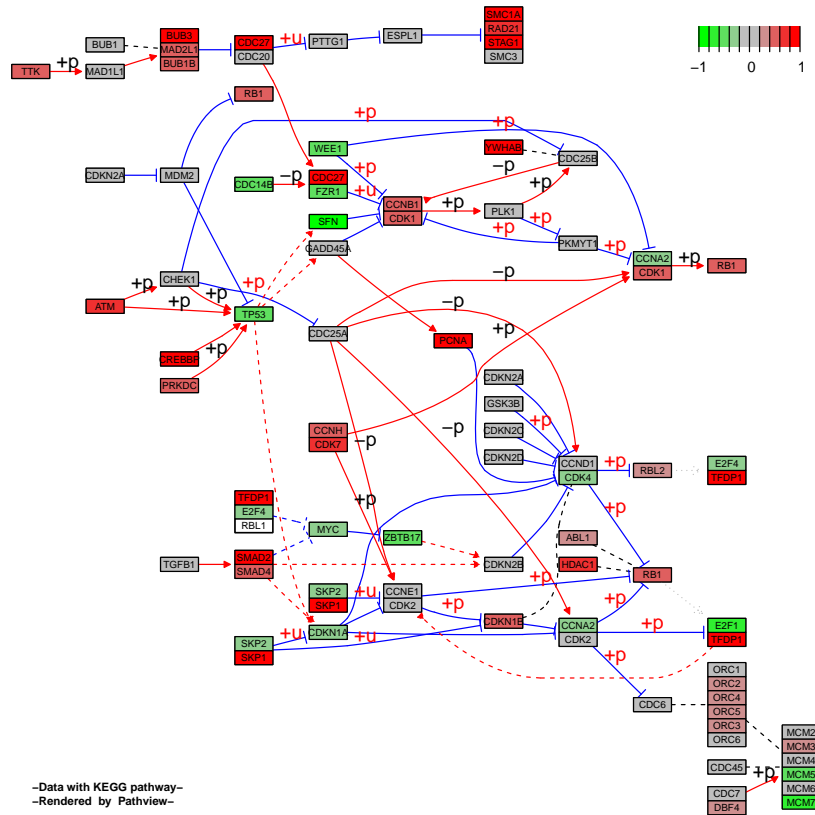 SMC1A
RAD21
STAG1
SMC3
BUB1
BUB3
MAD2L1
BUB1B
CDC27
CDC20
+u
PTTG1
ESPL1
−1
0
1
TTK
+p
MAD1L1
RB1
+p
WEE1
+p
YWHAB
+p
CDC25B
CDKN2A
MDM2
CDC14B
−p
CDC27
FZR1
+u
−p
+p
CCNB1
CDK1
+p
PLK1
+p
SFN
GADD45A
+p
PKMYT1
+p
CCNA2
CDK1
+p
RB1
CHEK1
+p
+p
−p
ATM
+p
+p
TP53
−p
CDC25A
+p
PCNA
CREBBP
+p
PRKDC
CDKN2A
GSK3B
+p
CDKN2C
CDKN2D
CCNH
CDK7
−p
−p
CCND1
CDK4
+p
RBL2
E2F4
TFDP1
TFDP1
E2F4
RBL1
+p
+p
MYC
ZBTB17
ABL1
TGFB1
SMAD2
SMAD4
CDKN2B
HDAC1
RB1
SKP2
SKP1
+u
CCNE1
CDK2
+p
+p
+p
CDKN1B
SKP2
SKP1
+u
CDKN1A
+u
CCNA2
CDK2
+p
E2F1
TFDP1
+p
CDC6
ORC1
ORC2
ORC4
ORC5
ORC3
ORC6
CDC45
CDC7
DBF4
+p
MCM2
MCM3
MCM4
MCM5
MCM6
MCM7
−Data with KEGG pathway−
−Rendered by Pathview−